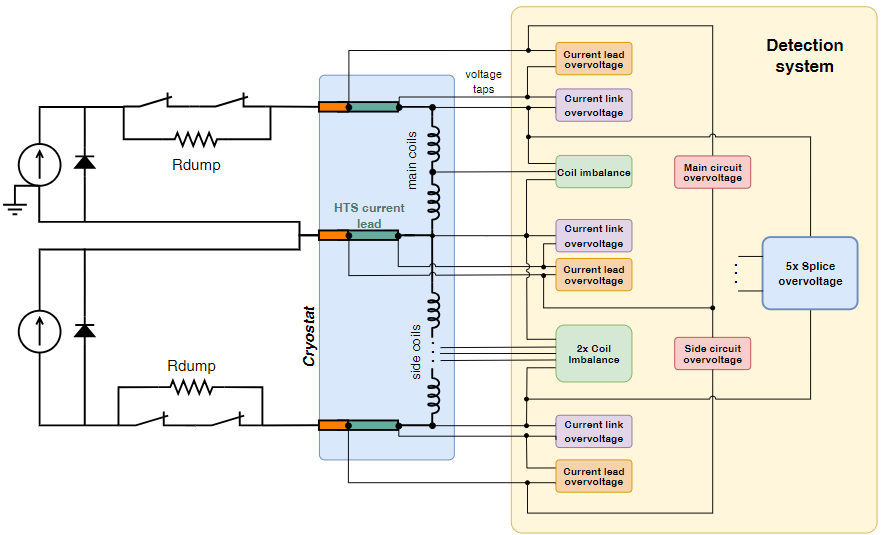 Detection
system
voltage
taps
Current lead
overvoltage
Current link
overvoltage
main coils
Rdump
Coil imbalance
Main circuit
overvoltage
HTS current
lead
Current link
overvoltage
Current lead
overvoltage
5x Splice
overvoltage
Cryostat
side coils
2x Coil
Imbalance
Side circuit
overvoltage
Rdump
Current link
overvoltage
Current lead
overvoltage